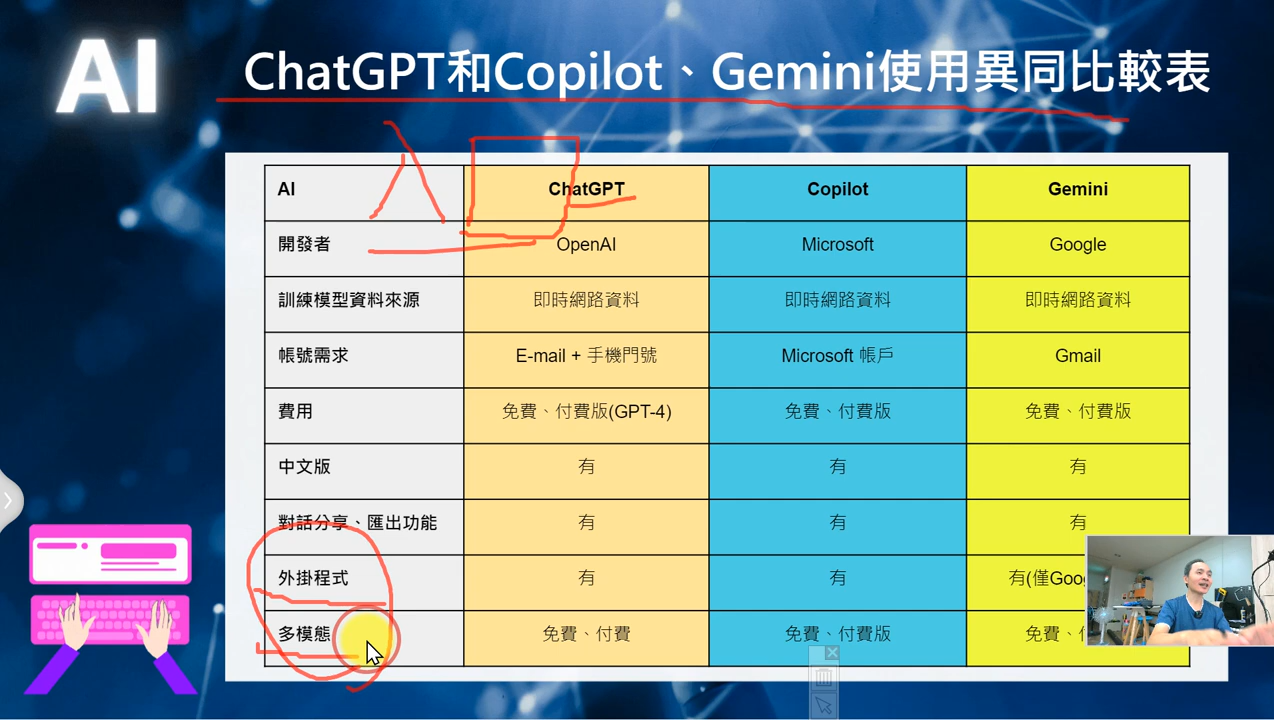 AI
ChatGPT和Copilot、Gemini使用異同比較表
AI ChatGPT Copilot Gemini
開發者 OpenAI Microsoft Google
訓練模型資料來源 即時網路資料 即時網路資料 即時網路資料
帳號需求 E-mail + 手機門號 Microsoft 帳戶 Gmail
費用 免費、付費版(GPT-4) 免費、付費版 免費、付費版
中文版 有 有 有
對話分享、匯出功能 有 有 有
外掛程式 有 有 有(僅Goo
多模態 免費、付費 免費、付費版 免費、